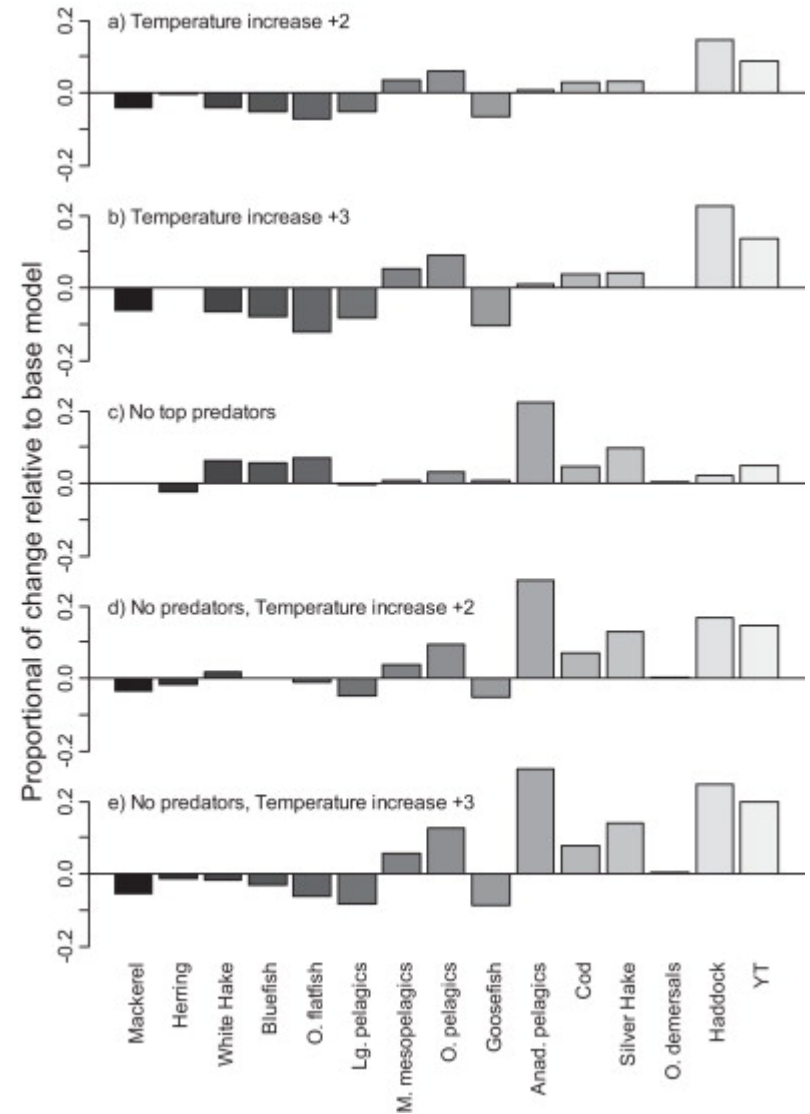 Proportional of change relative to base model
a) Temperature increase +2
0.2
0.0
-0.2
b) Temperature increase +3
0.2
0.0
-0.2
c) No top predators
0.2
0.0
-0.2
d) No predators, Temperature increase +2
0.2
0.0
-0.2
e) No predators, Temperature increase +3
0.2
0.0
-0.2
Mackerel
Herring
White Hake
Bluefish
O. flatfish
Lg. pelagics
M. mesopelagics
O. pelagics
Goosefish
Anad. pelagics
Cod
Silver Hake
O. demersals
Haddock
YT